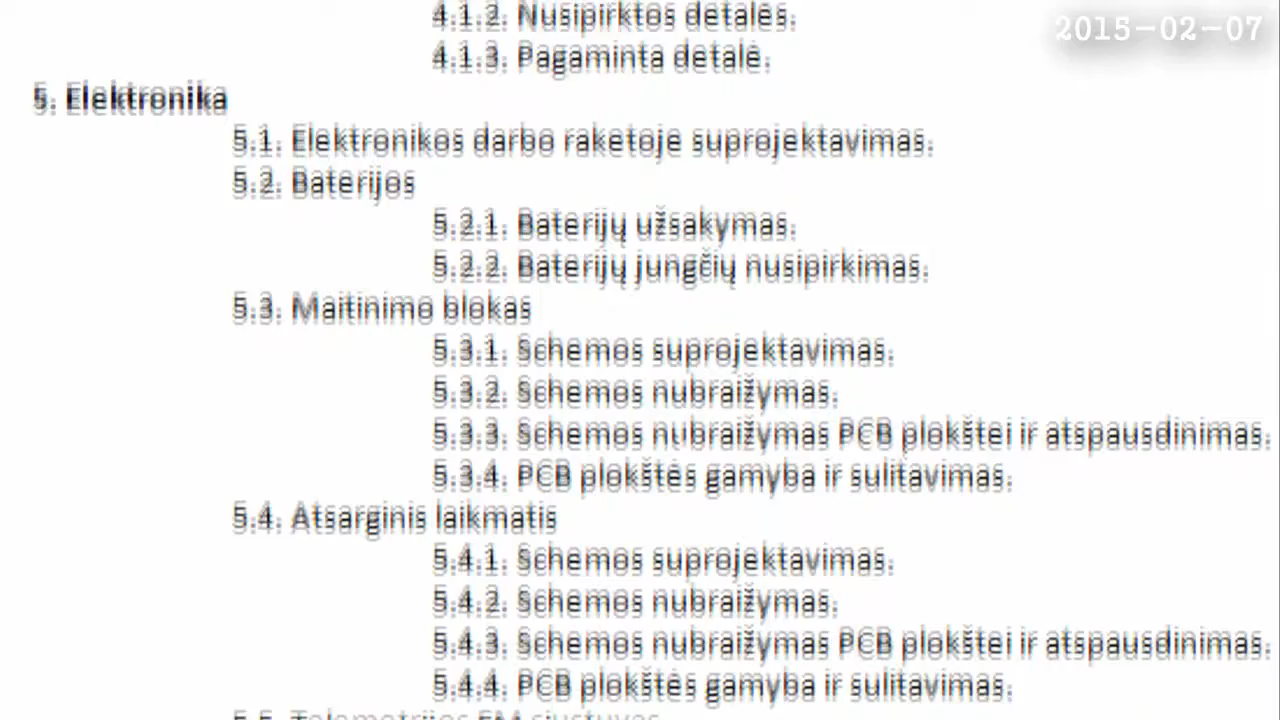 4.1.2. Nusipirktos detalės.
2015-02-07
4.1.3. Pagaminta detalė.
5. Elektronika
5.1. Elektronikos darbo raketoje suprojektavimas.
5.2. Baterijos
5.2.1. Baterijų užsakymas.
5.2.2. Baterijų jungčių nusipirkimas.
5.3. Maitinimo blokas
5.3.1. Schemos suprojektavimas.
5.3.2. Schemos nubraižymas.
5.3.3. Schemos nubraižymas PCB plokštei ir atspausdinimas.
5.3.4. PCB plokštės gamyba ir sulitavimas.
5.4. Atsarginis laikmatis
5.4.1. Schemos suprojektavimas.
5.4.2. Schemos nubraižymas.
5.4.3. Schemos nubraižymas PCB plokštei ir atspausdinimas.
5.4.4. PCB plokštės gamyba ir sulitavimas.
5.5. Telemetrijos FM siųstuvas